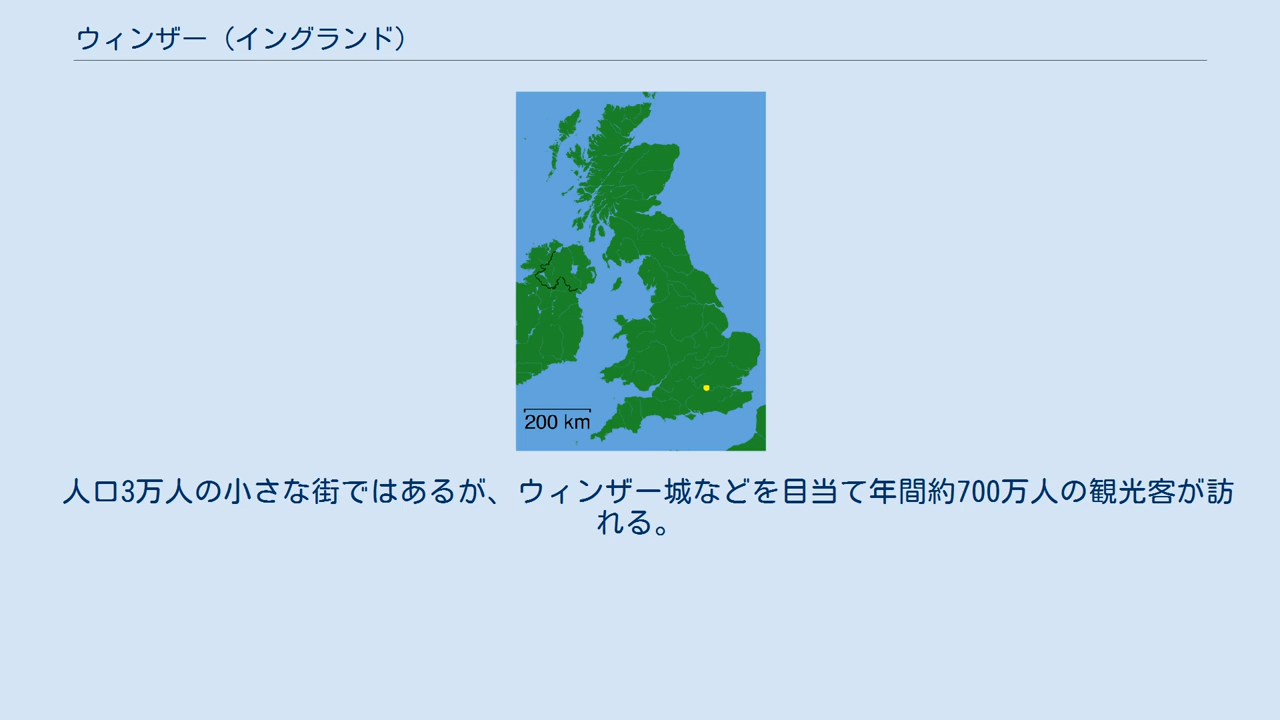 ウィンザー（イングランド）
200 km
人口3万人の小さな街ではあるが、ウィンザー城などを目当て年間約700万人の観光客が訪
れる。